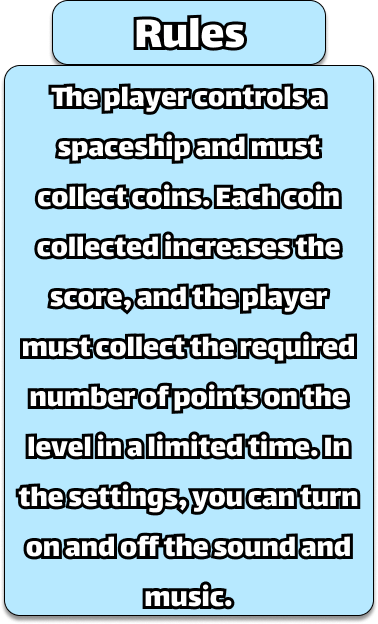 Rules
The player controls a
spaceship and must
collect coins. Each coin
collected increases the
score, and the player
must collect the required
number of points on the
level in a limited time. In
the settings, you can turn
on and off the sound and
music.